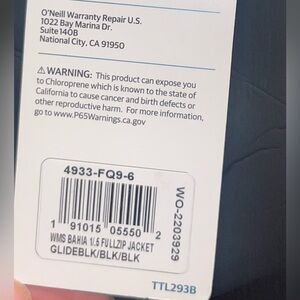 O'Neill Warranty Repair U.S.
1022 Bay Marina Dr.
Suite 140B
National City, CA 91950
⚠WARNING: This product can expose you
to Chloroprene which is known to the state of
California to cause cancer and birth defects or
other reproductive harm. For more information,
go to www.P65Warnings.ca.gov
4933-FQ9-6
1 91015 05550 2
WMS BAHIA 1/.5 FULLZIP JACKET
GLIDEBLK/BLK/BLK
WO-2203929
TTL293B